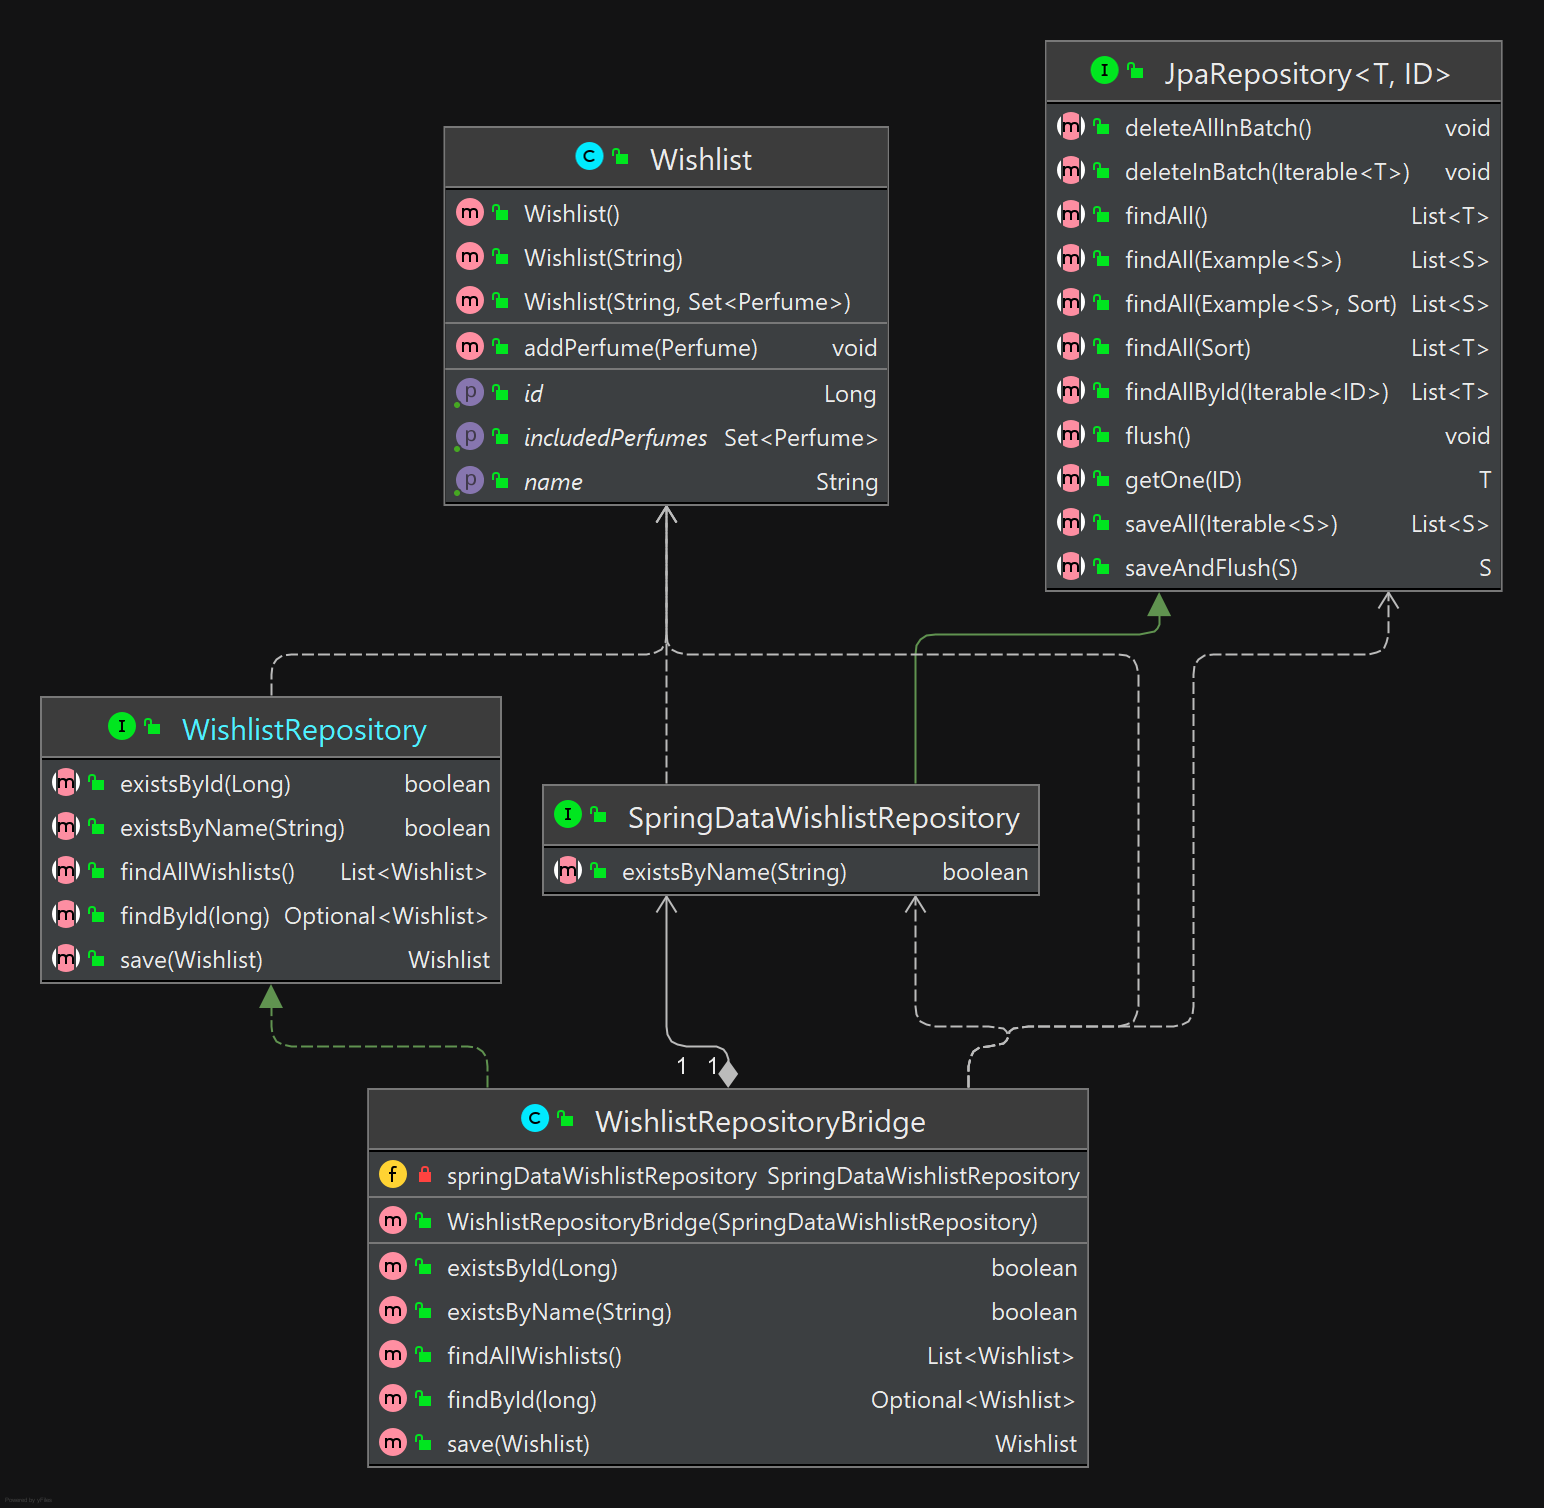 JpaRepository<T, ID>
deleteAllInBatch() void
deleteInBatch(Iterable<T>) void
findAll() List<T>
findAll(Example<S>) List<S>
findAll(Example<S>, Sort) List<S>
findAll(Sort) List<T>
findAllById(Iterable<ID>) List<T>
flush() void
getOne(ID) T
saveAll(Iterable<S>) List<S>
saveAndFlush(S) S
Wishlist
Wishlist()
Wishlist(String)
Wishlist(String, Set<Perfume>)
addPerfume(Perfume) void
id Long
includedPerfumes Set<Perfume>
name String
WishlistRepository
existsById(Long) boolean
existsByName(String) boolean
findAllWishlists() List<Wishlist>
findById(long) Optional<Wishlist>
save(Wishlist) Wishlist
SpringDataWishlistRepository
existsByName(String) boolean
1 1
WishlistRepositoryBridge
springDataWishlistRepository SpringDataWishlistRepository
WishlistRepositoryBridge(SpringDataWishlistRepository)
existsById(Long) boolean
existsByName(String) boolean
findAllWishlists() List<Wishlist>
findById(long) Optional<Wishlist>
save(Wishlist) Wishlist
Powered by yFiles